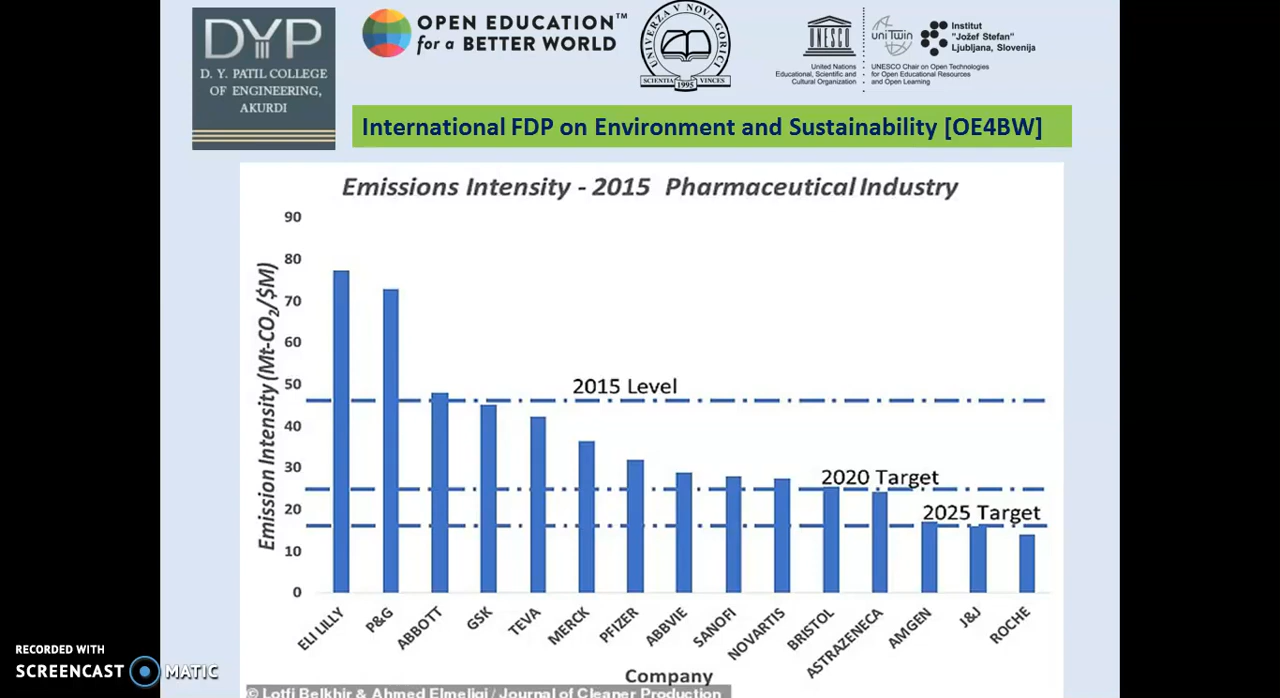 DYP
D. Y. PATIL COLLEGE
OF ENGINEERING,
AKURDI
OPEN EDUCATION™
for a BETTER WORLD
UNIVERZA V NOVI GORICI
SCIENTIA VINCES
1995
UNESCO
United Nations
Educational, Scientific and
Cultural Organization
uniTwin
Institut
"Jožef Stefan"
Ljubljana, Slovenija
UNESCO Chair on Open Technologies
for Open Educational Resources
and Open Learning
International FDP on Environment and Sustainability [OE4BW]
Emissions Intensity - 2015 Pharmaceutical Industry
Emission Intensity (Mt-CO₂/$M)
90
80
70
60
50
40
30
20
10
0
2015 Level
2020 Target
2025 Target
ELI LILLY
P&G
ABBOTT
GSK
TEVA
MERCK
PFIZER
ABBVIE
SANOFI
NOVARTIS
BRISTOL
ASTRAZENECA
AMGEN
J&J
ROCHE
Company
© Lotfi Belkhir & Ahmed Elmeligi / Journal of Cleaner Production
RECORDED WITH
SCREENCAST MATIC